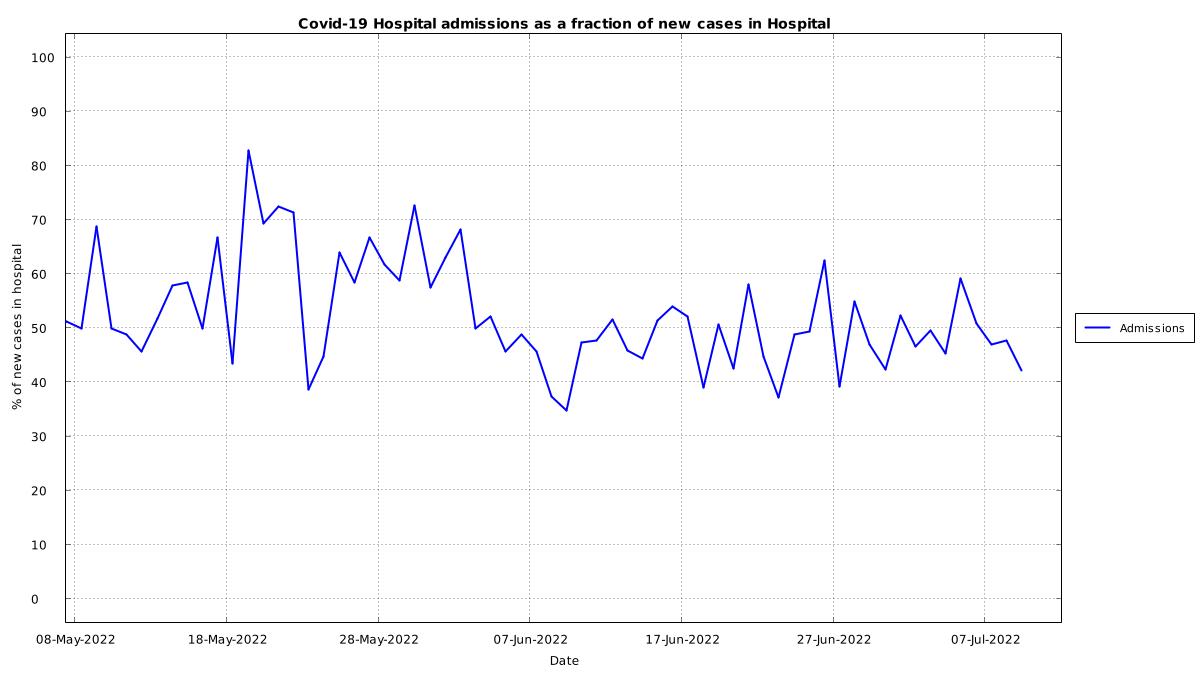 Covid-19 Hospital admissions as a fraction of new cases in Hospital
100
90
80
70
60
50
40
30
20
10
0
% of new cases in hospital
08-May-2022 18-May-2022 28-May-2022 07-Jun-2022 17-Jun-2022 27-Jun-2022 07-Jul-2022
Date
Admissions